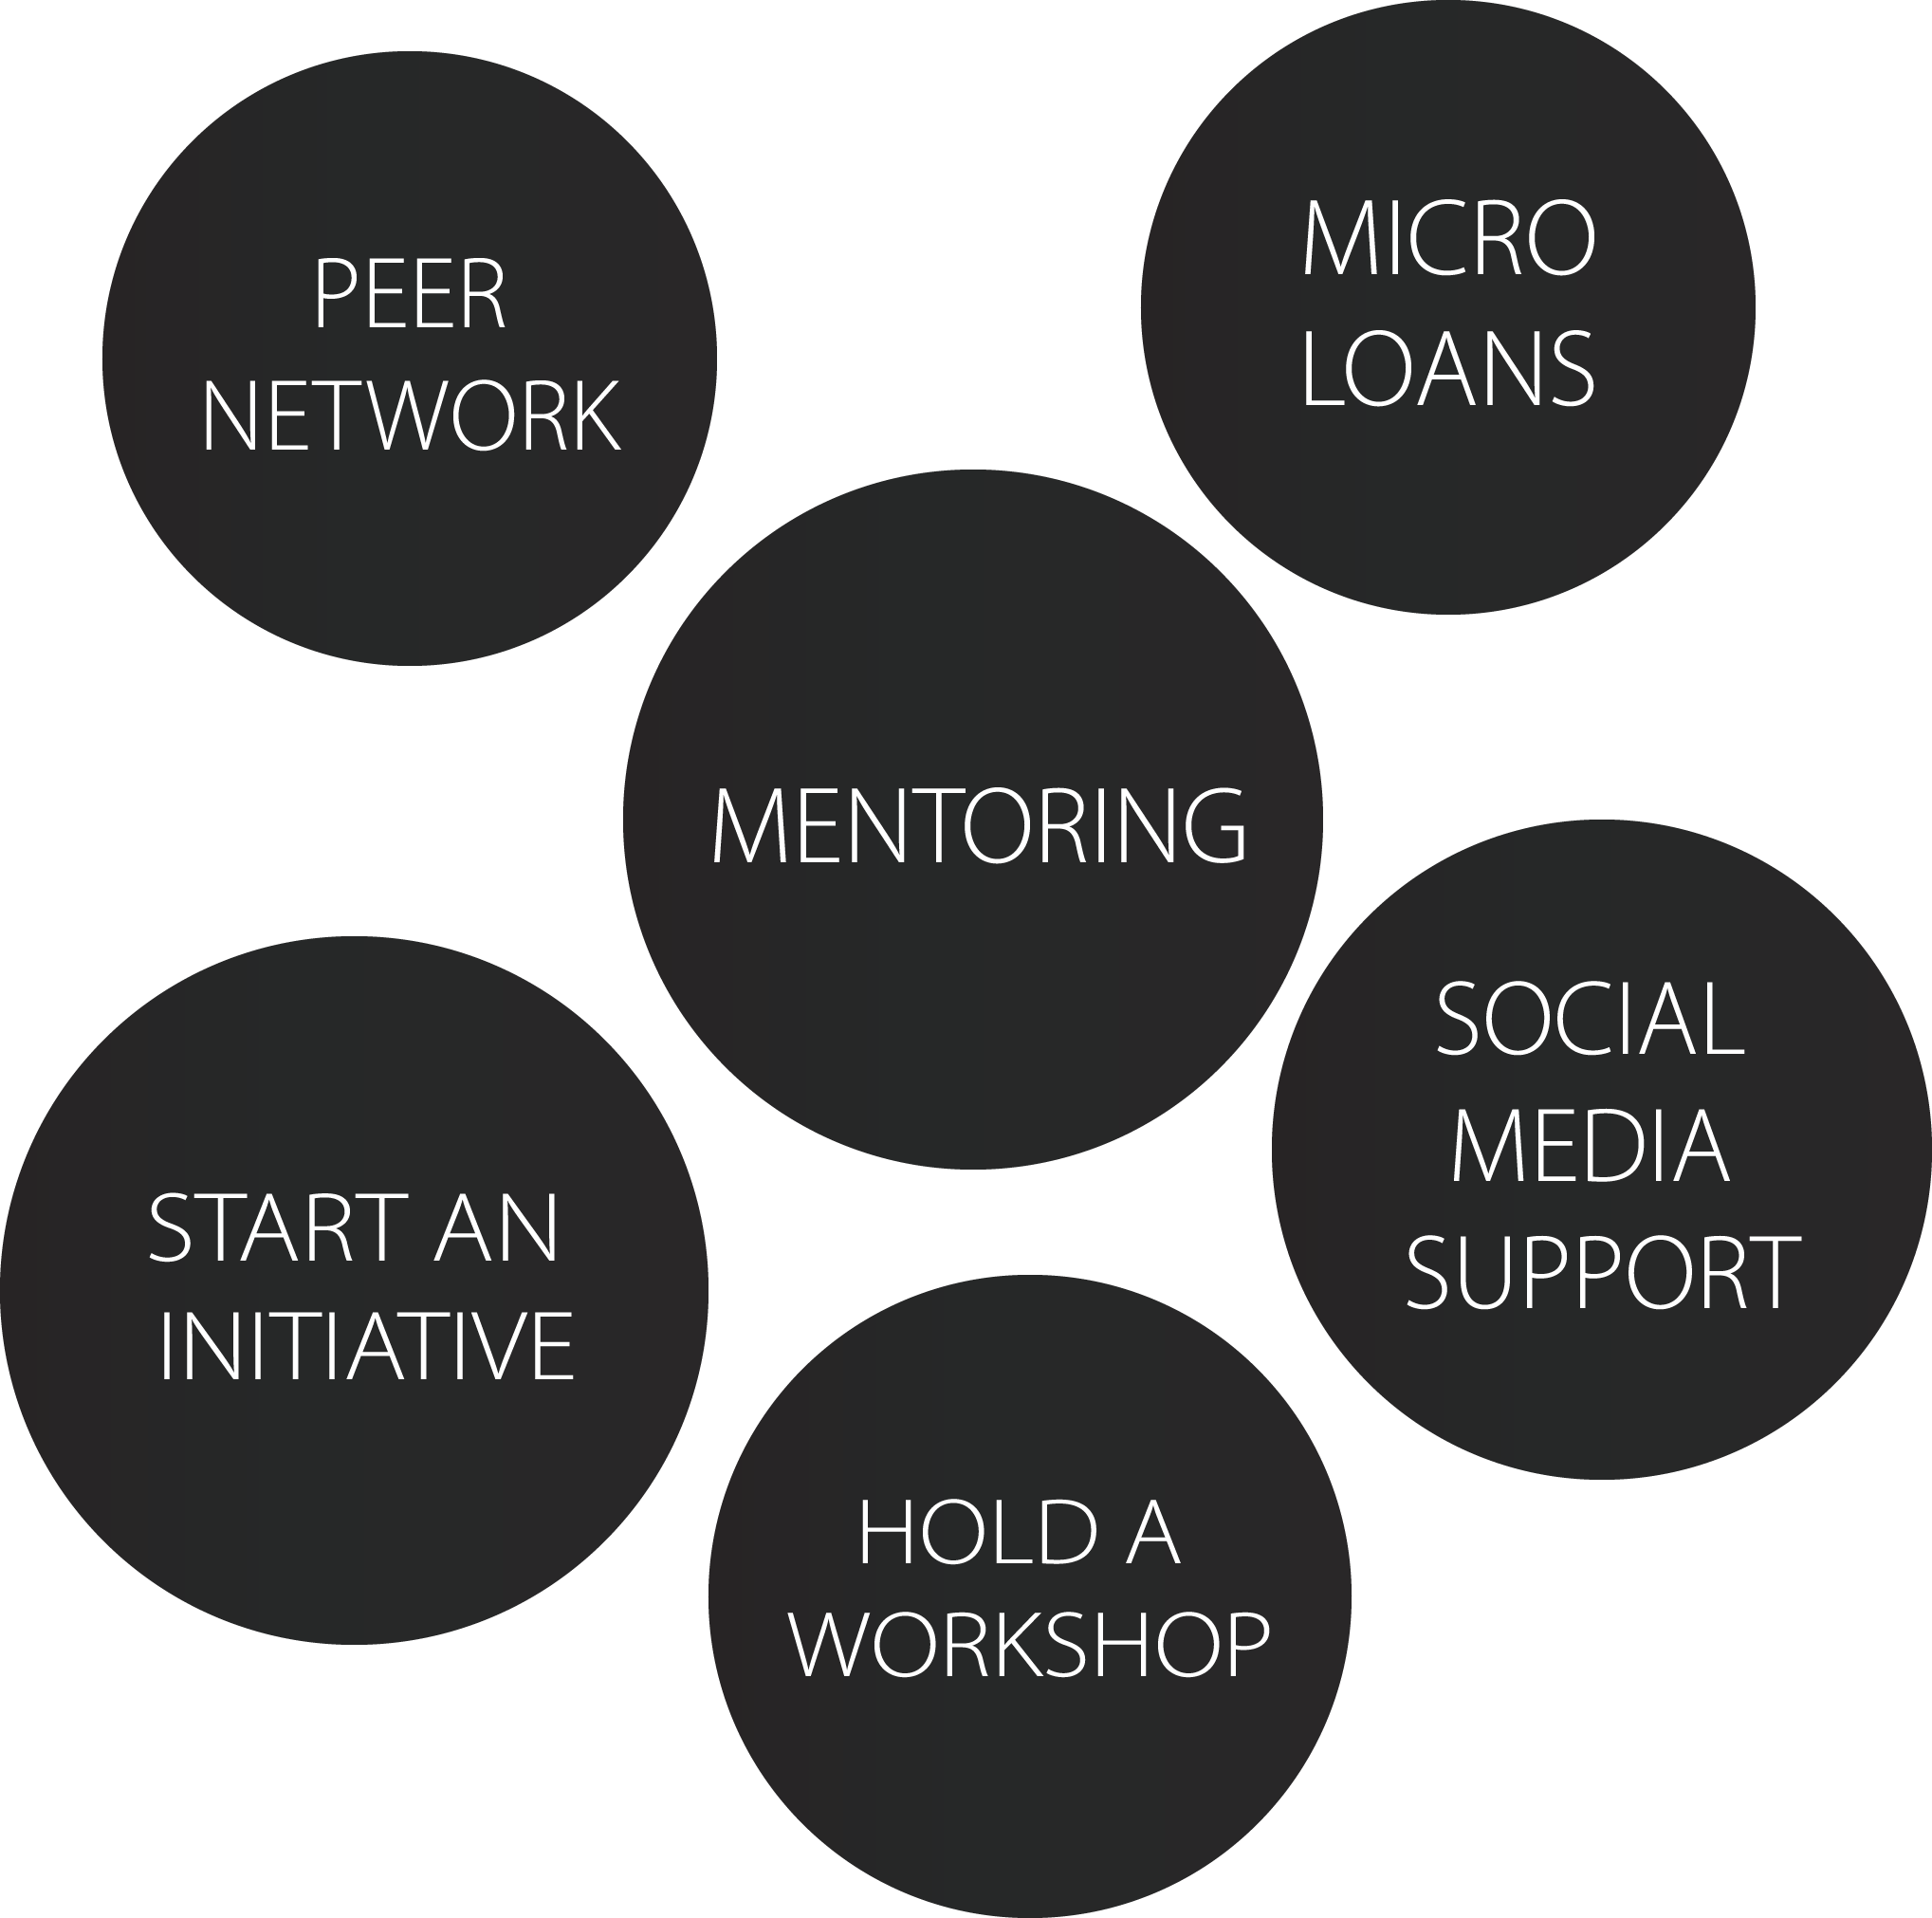 PEER
NETWORK
MICRO
LOANS
MENTORING
SOCIAL
MEDIA
SUPPORT
START AN
INITIATIVE
HOLD A
WORKSHOP